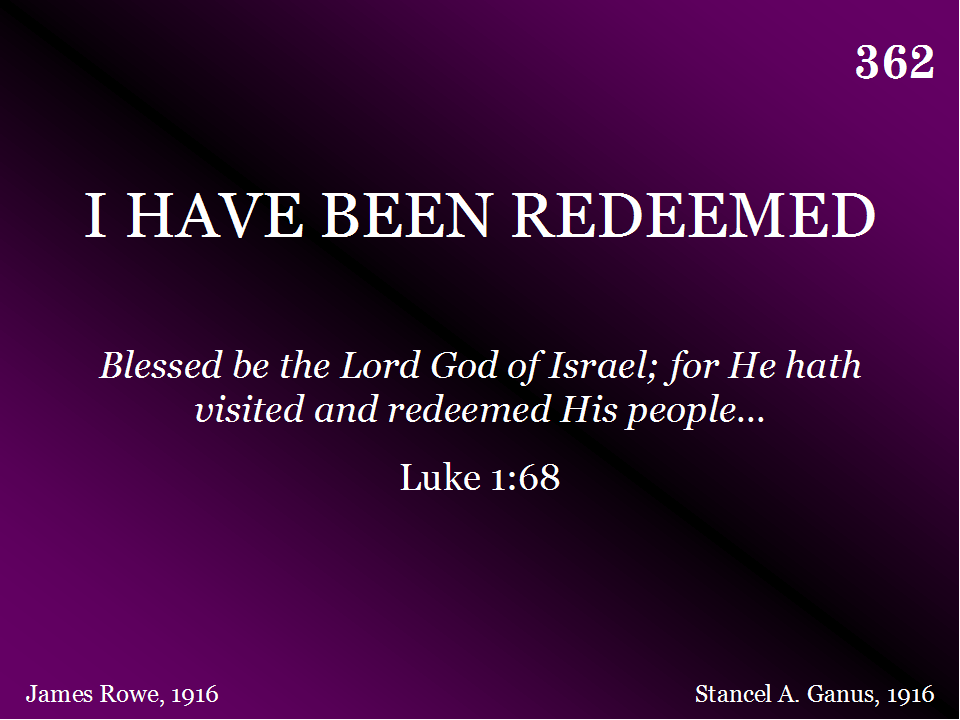 362
I HAVE BEEN REDEEMED
Blessed be the Lord God of Israel; for He hath
visited and redeemed His people…
Luke 1:68
James Rowe, 1916
Stancel A. Ganus, 1916